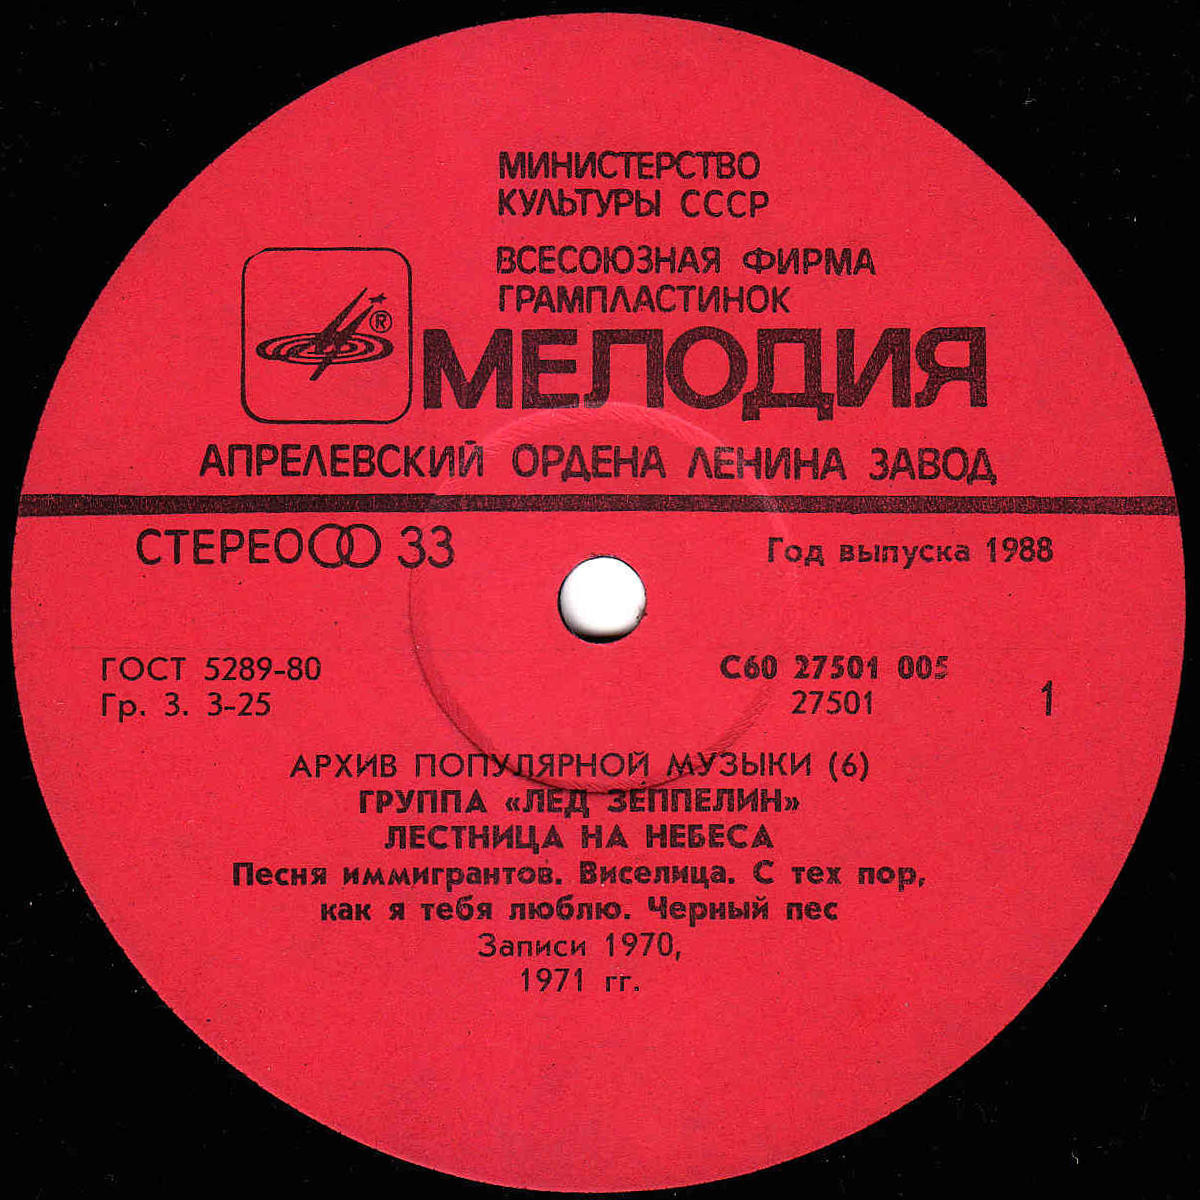 МИНИСТЕРСТВО
КУЛЬТУРЫ СССР
ВСЕСОЮЗНАЯ ФИРМА
ГРАМПЛАСТИНОК
®
МЕЛОДИЯ
АПРЕЛЕВСКИЙ ОРДЕНА ЛЕНИНА ЗАВОД
СТЕРЕО 33
Год выпуска 1988
ГОСТ 5289-80
Гр. 3. 3-25
С60 27501 005
27501
1
АРХИВ ПОПУЛЯРНОЙ МУЗЫКИ (6)
ГРУППА «ЛЕД ЗЕ́ППЕЛИН»
ЛЕСТНИЦА НА НЕБЕСА
Песня иммигрантов. Виселица. С тех пор,
как я тебя люблю. Черный пес
Записи 1970,
1971 гг.